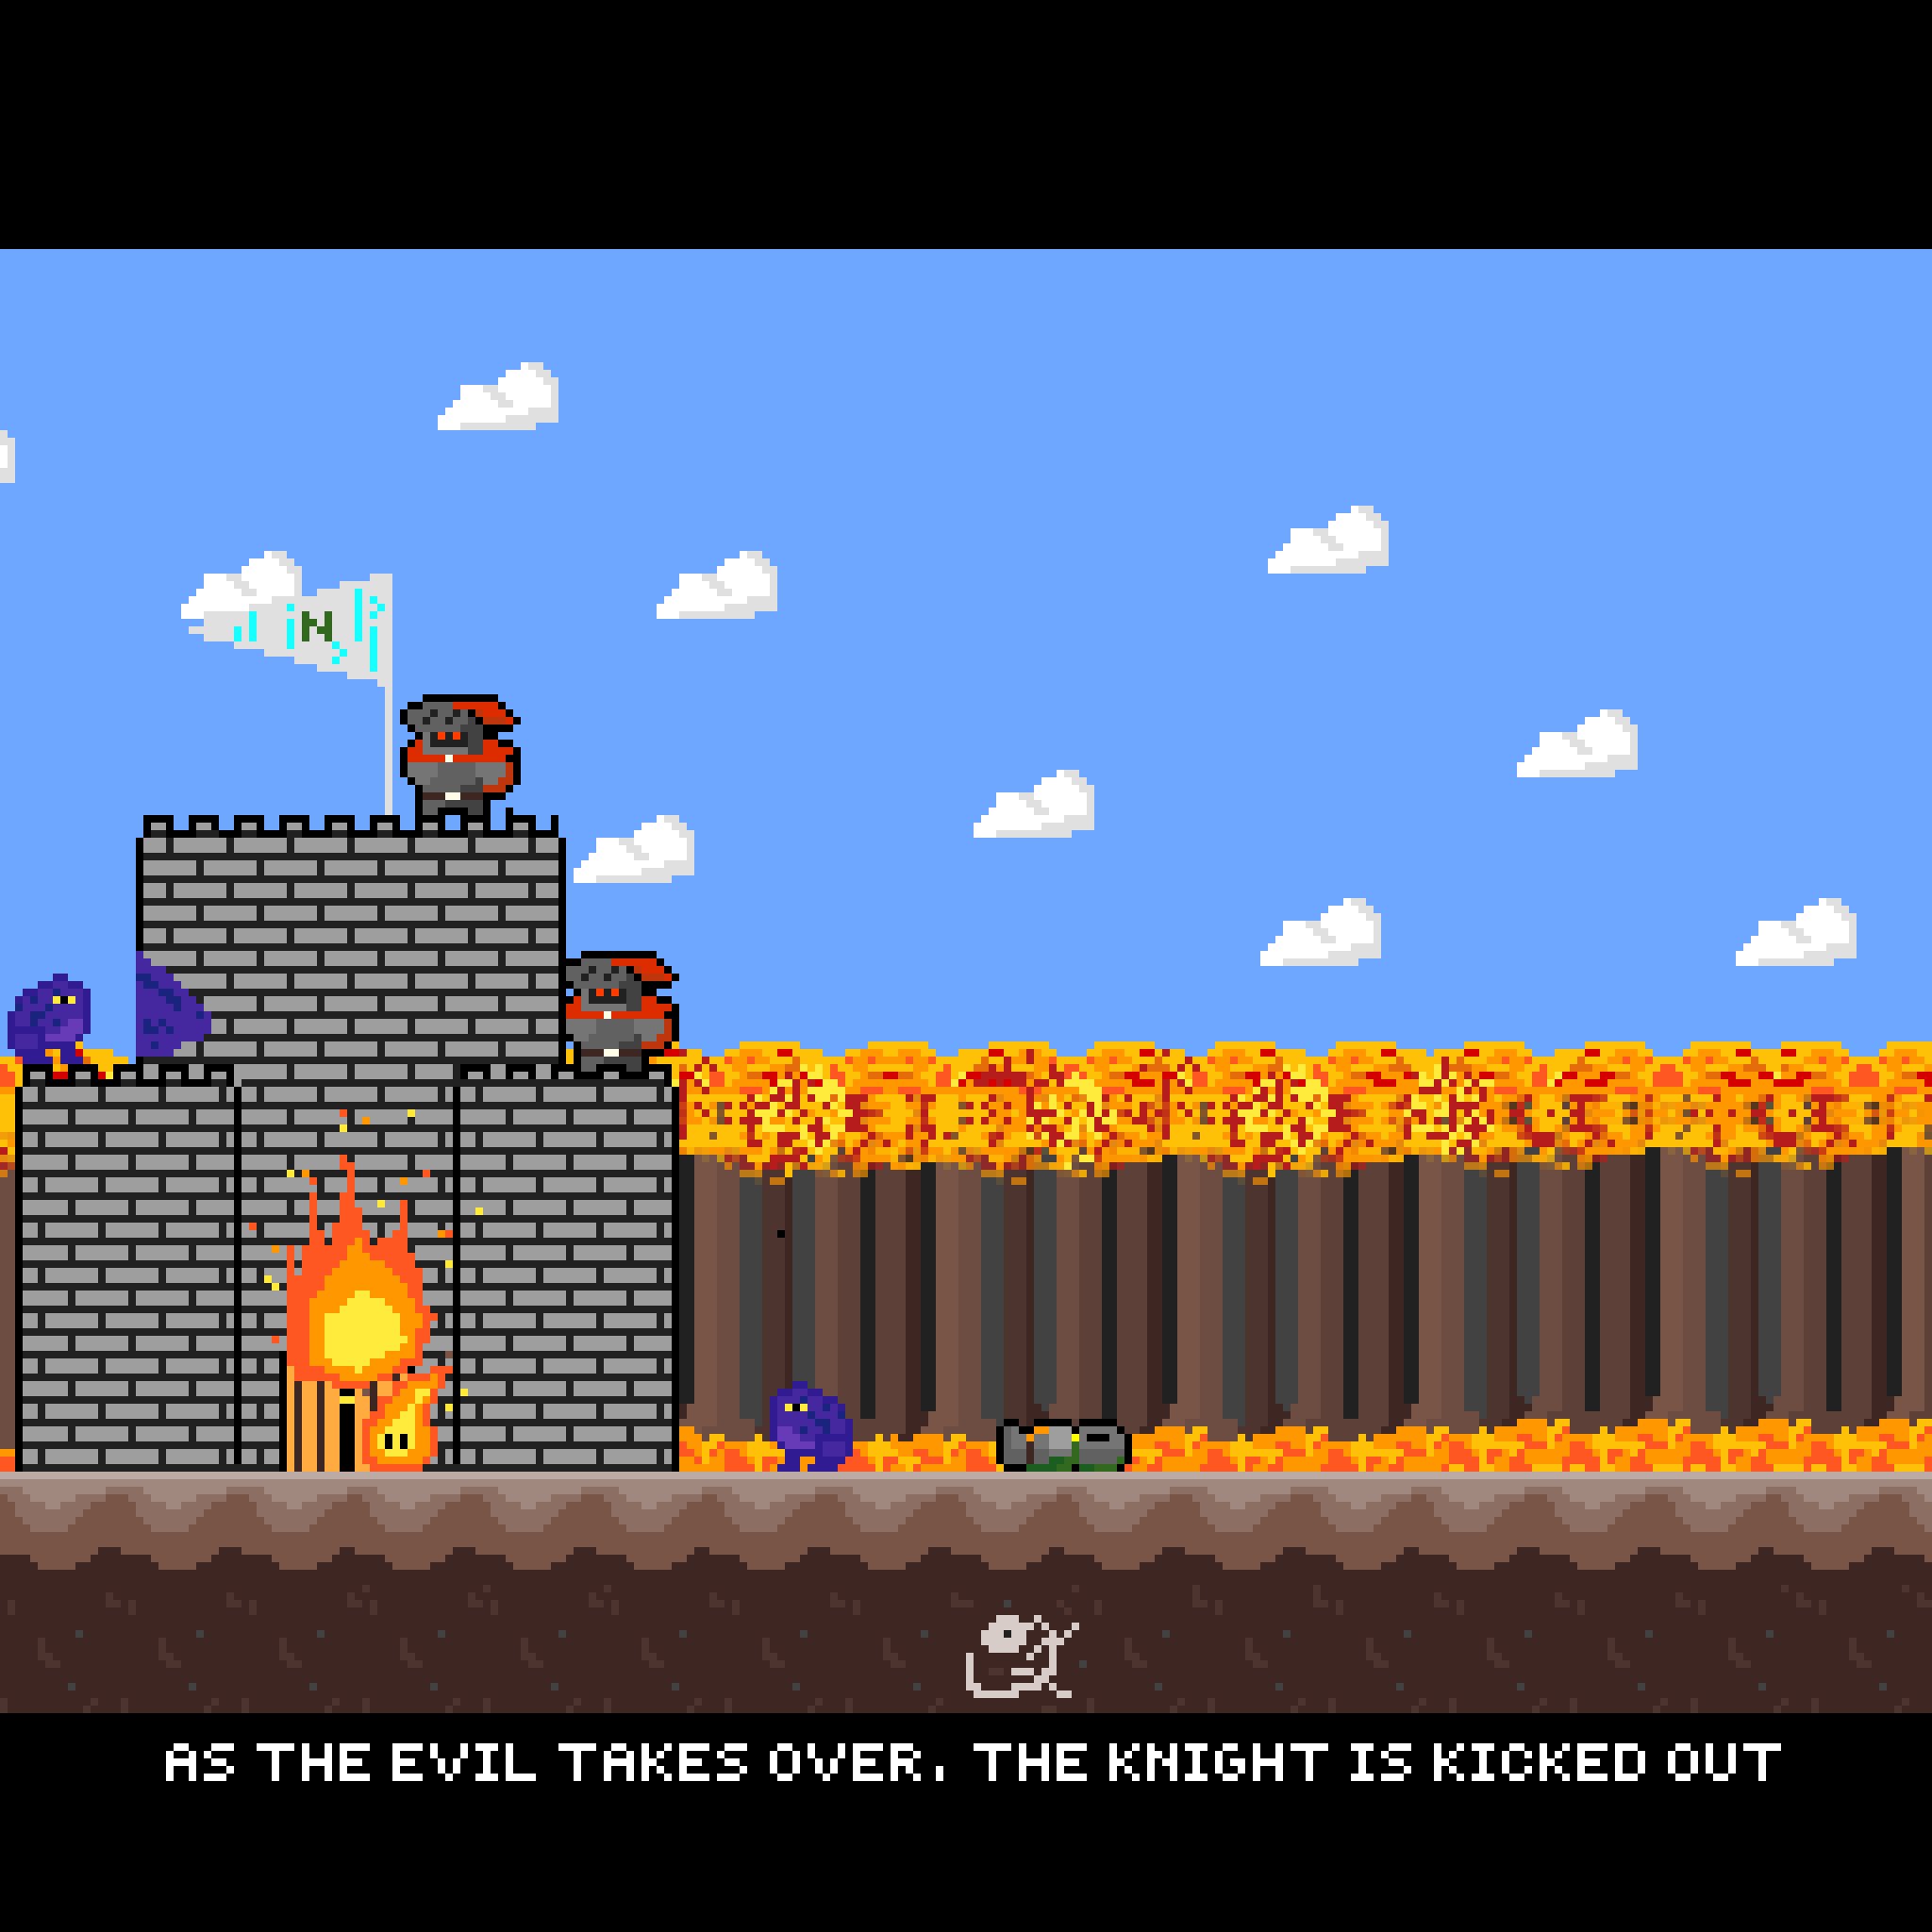 N
AS THE EVIL TAKES OVER, THE KNIGHT IS KICKED OUT